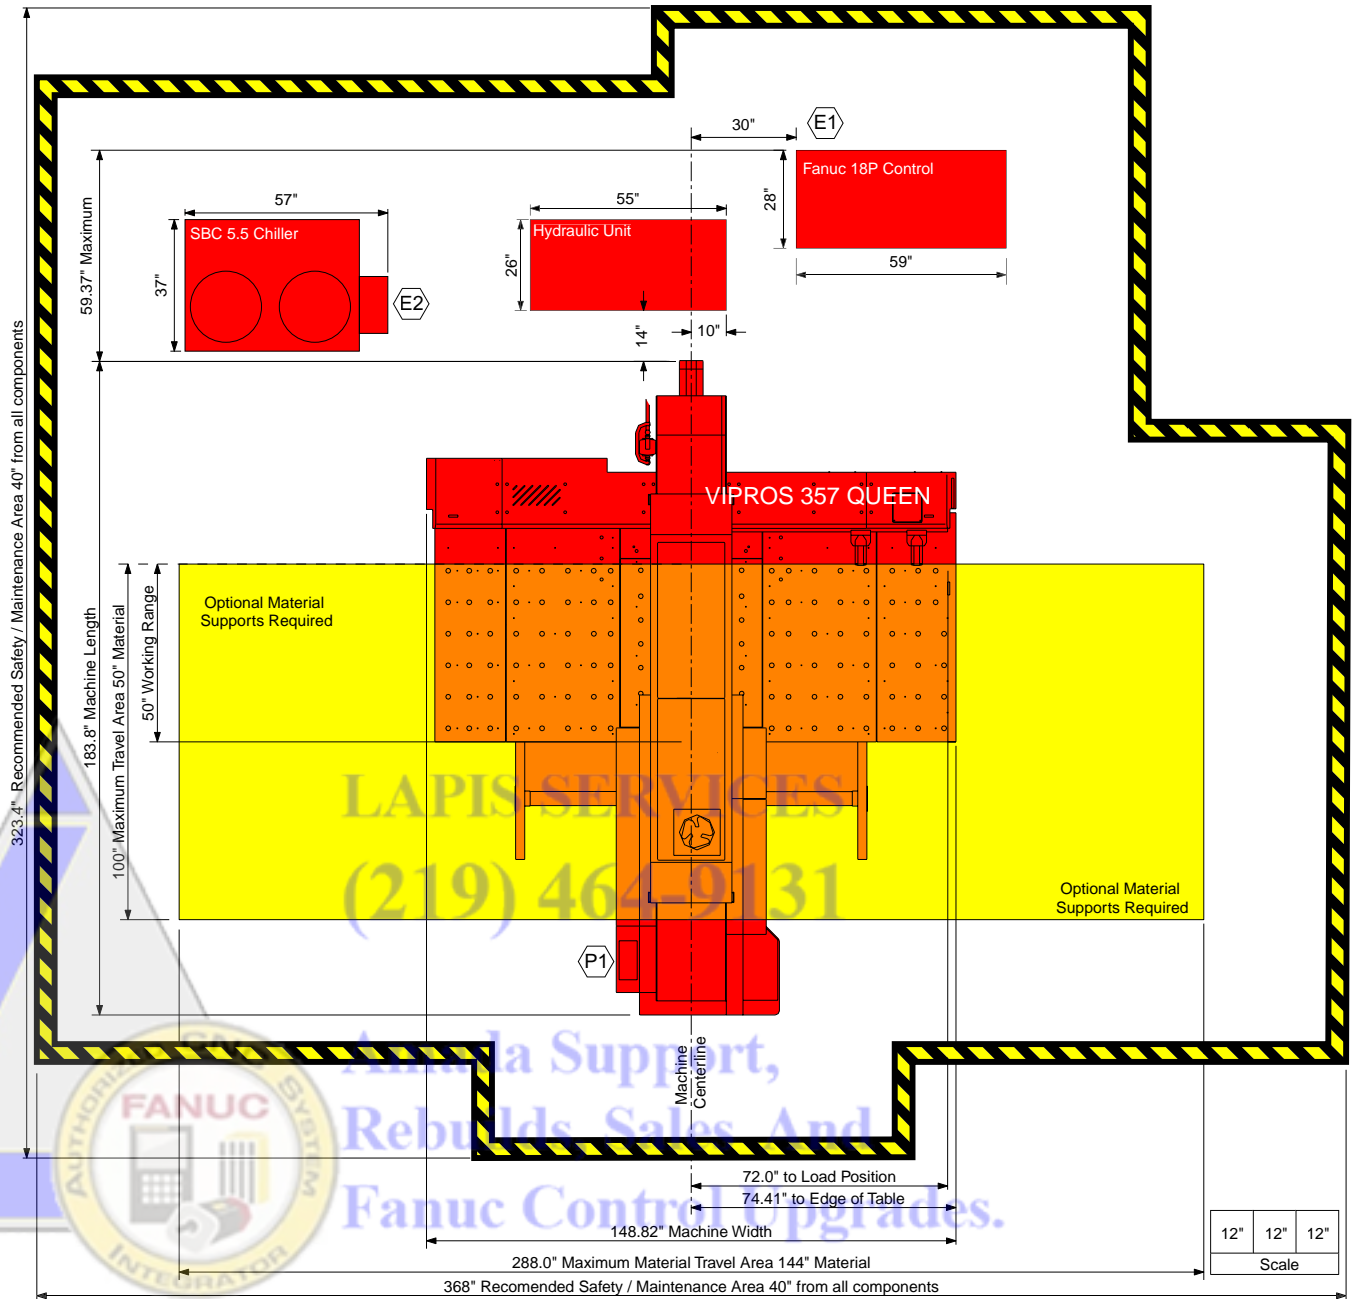 30"
E1
Fanuc 18P Control
28"
59"
57"
SBC 5.5 Chiller
37"
E2
59.37" Maximum
55"
Hydraulic Unit
26"
14"
10"
VIPROS 357 QUEEN
323.4" Recommended Safety / Maintenance Area 40" from all components
183.8" Machine Length
100" Maximum Travel Area 50" Material
50" Working Range
Optional Material
Supports Required
LAPIS SERVICES
(219) 464-9131
Optional Material
Supports Required
P1
Machine
Centerline
Amada Support,
Rebuilds, Sales And
Fanuc Control Upgrades.
AUTHORIZED CNC SYSTEM
FANUC
INTEGRATOR
72.0" to Load Position
74.41" to Edge of Table
148.82" Machine Width
288.0" Maximum Material Travel Area 144" Material
368" Recomended Safety / Maintenance Area 40" from all components
12" 12" 12"
Scale